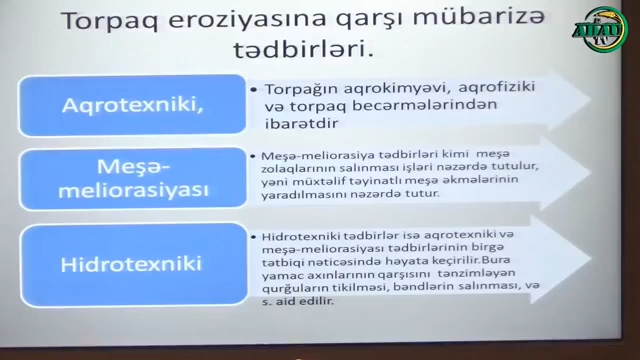 Torpaq eroziyasına qarşı mübarizə
tədbirləri.
Aqrotexniki,
• Torpağın aqrokimyəvi, aqrofiziki
və torpaq becərmələrindən
ibarətdir
Meşə-
meliorasiyası
• Meşə-meliorasiya tədbirləri kimi meşə
zolaqlarının salınması işləri nəzərdə tutulur,
yəni müxtəlif təyinatlı meşə əkmələrinin
yaradılmasını nəzərdə tutur.
Hidrotexniki
• Hidrotexniki tədbirlər isə aqrotexniki və
meşə-meliorasiyası tədbirlərinin birgə
tətbiqi nəticəsində həyata keçirilir.Bura
yamac axınlarının qarşısını tənzimləyən
qurğuların tikilməsi, bəndlərin salınması, və
s. aid edilir.
ADAU
TV